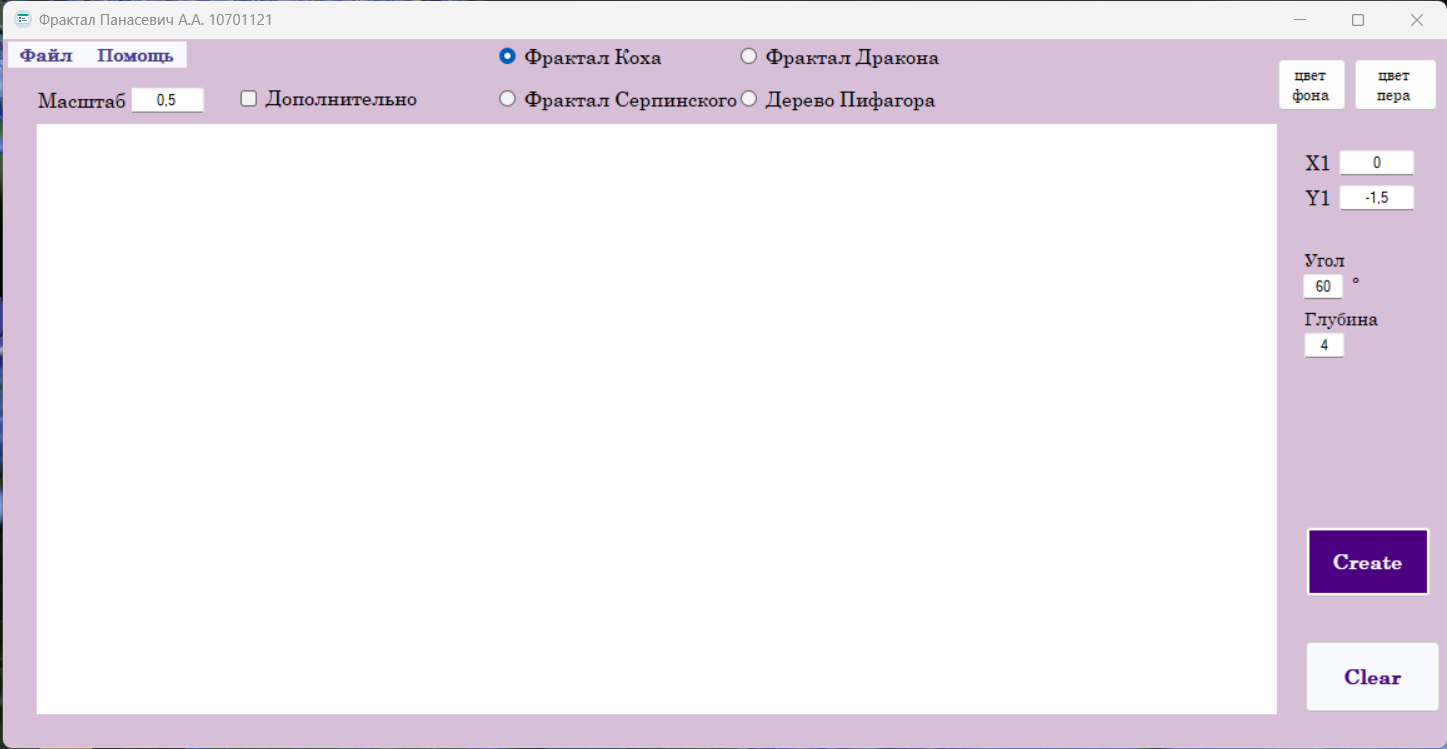 Фрактал Панасевич А.А. 10701121
Файл Помощь
Фрактал Коха
Фрактал Дракона
Масштаб 0,5
Дополнительно
Фрактал Серпинского
Дерево Пифагора
цвет
фона
цвет
пера
X1 0
Y1 -1,5
Угол
60 °
Глубина
4
Create
Clear